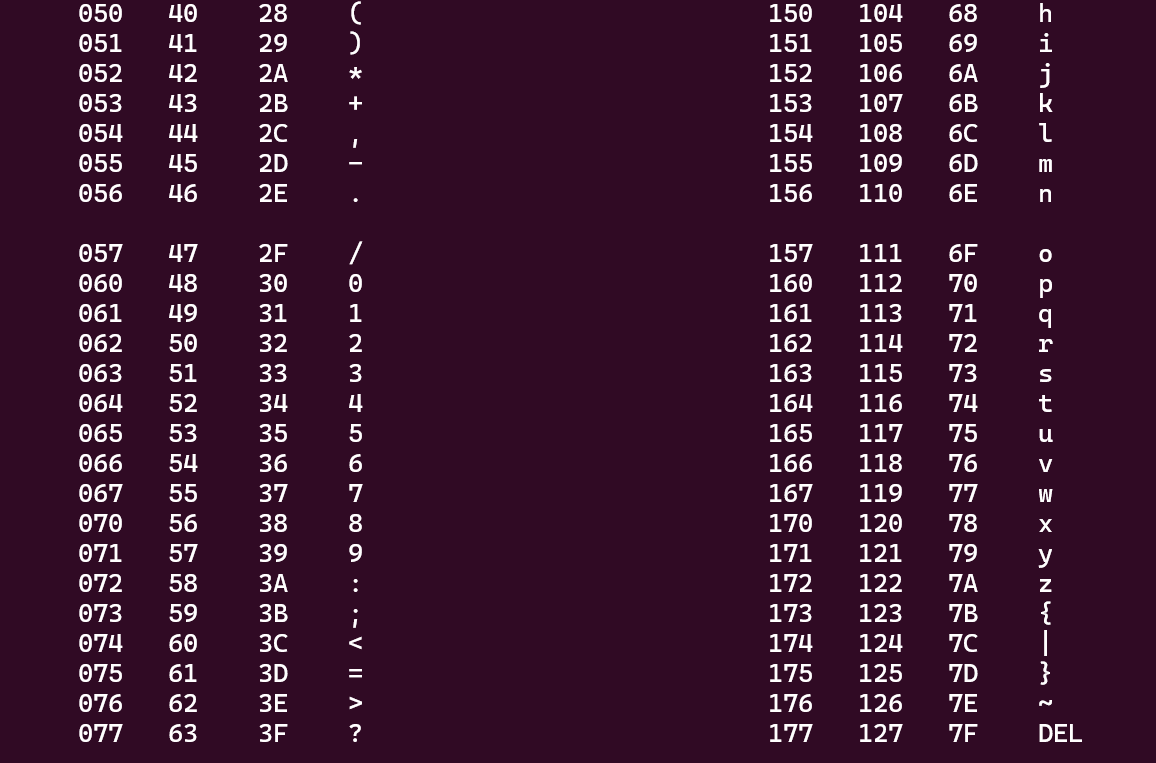 050   40    28    (                           150   104   68    h
051   41    29    )                           151   105   69    i
052   42    2A    *                           152   106   6A    j
053   43    2B    +                           153   107   6B    k
054   44    2C    ,                           154   108   6C    l
055   45    2D    -                           155   109   6D    m
056   46    2E    .                           156   110   6E    n

057   47    2F    /                           157   111   6F    o
060   48    30    0                           160   112   70    p
061   49    31    1                           161   113   71    q
062   50    32    2                           162   114   72    r
063   51    33    3                           163   115   73    s
064   52    34    4                           164   116   74    t
065   53    35    5                           165   117   75    u
066   54    36    6                           166   118   76    v
067   55    37    7                           167   119   77    w
070   56    38    8                           170   120   78    x
071   57    39    9                           171   121   79    y
072   58    3A    :                           172   122   7A    z
073   59    3B    ;                           173   123   7B    {
074   60    3C    <                           174   124   7C    |
075   61    3D    =                           175   125   7D    }
076   62    3E    >                           176   126   7E    ~
077   63    3F    ?                           177   127   7F    DEL